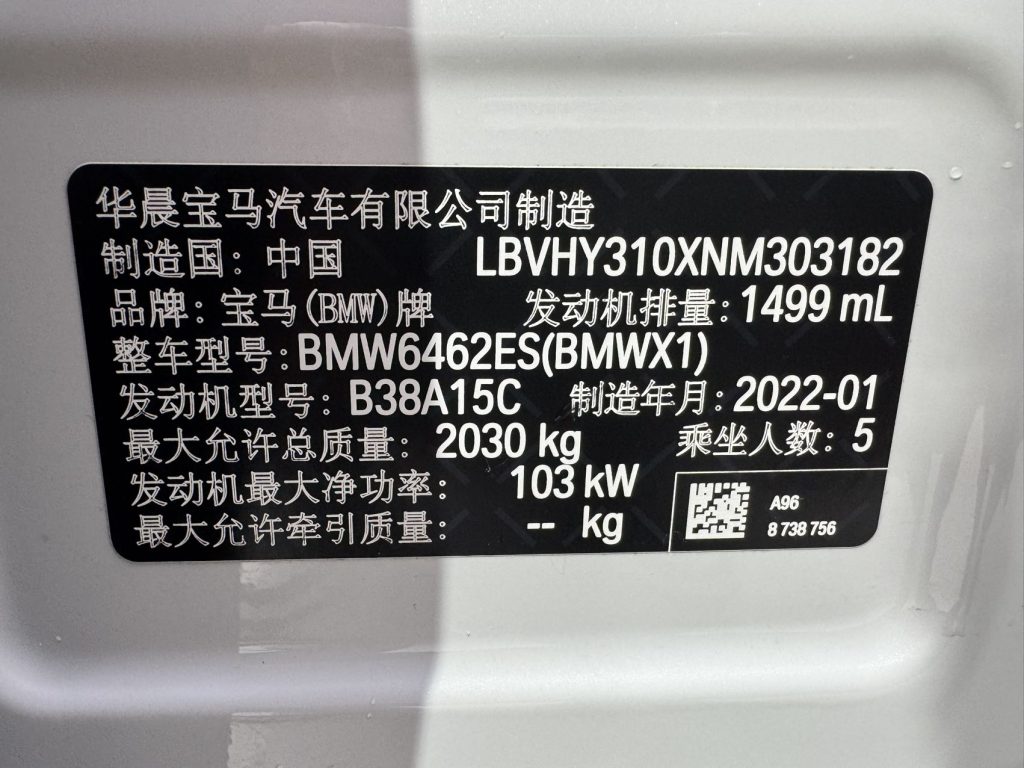 华晨宝马汽车有限公司制造
制造国：中国 LBVHY310XNM303182
品牌：宝马(BMW)牌 发动机排量：1499 mL
整车型号：BMW6462ES(BMWX1)
发动机型号：B38A15C 制造年月：2022-01
最大允许总质量：2030 kg 乘坐人数：5
发动机最大净功率：103 kW
最大允许牵引质量：-- kg
A96
8 738 756